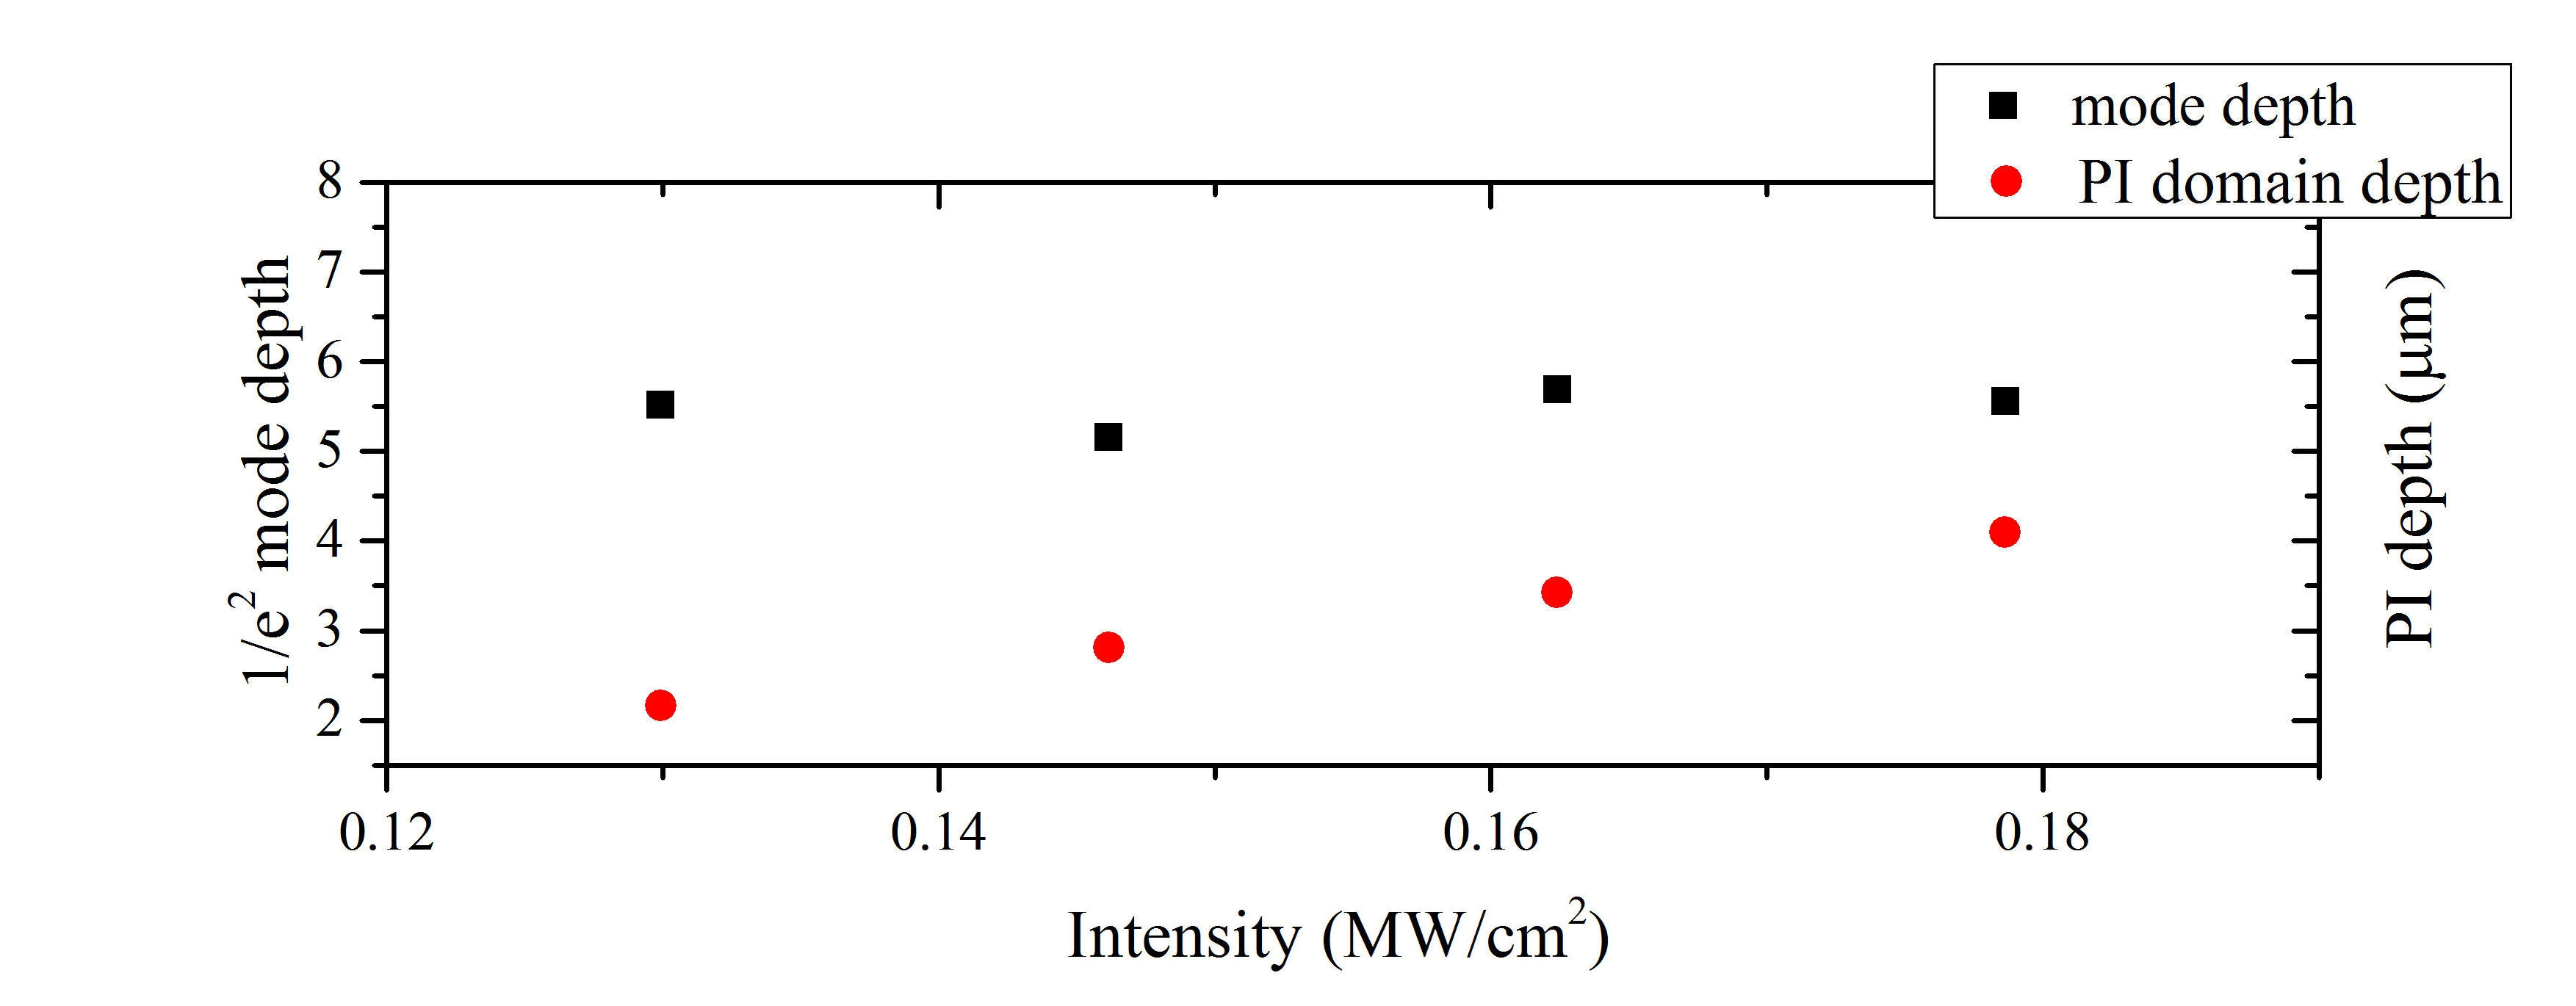 mode depth
PI domain depth
8
7
6
5
4
3
2
1/e² mode depth
PI depth (μm)
0.12 0.14 0.16 0.18
Intensity (MW/cm²)